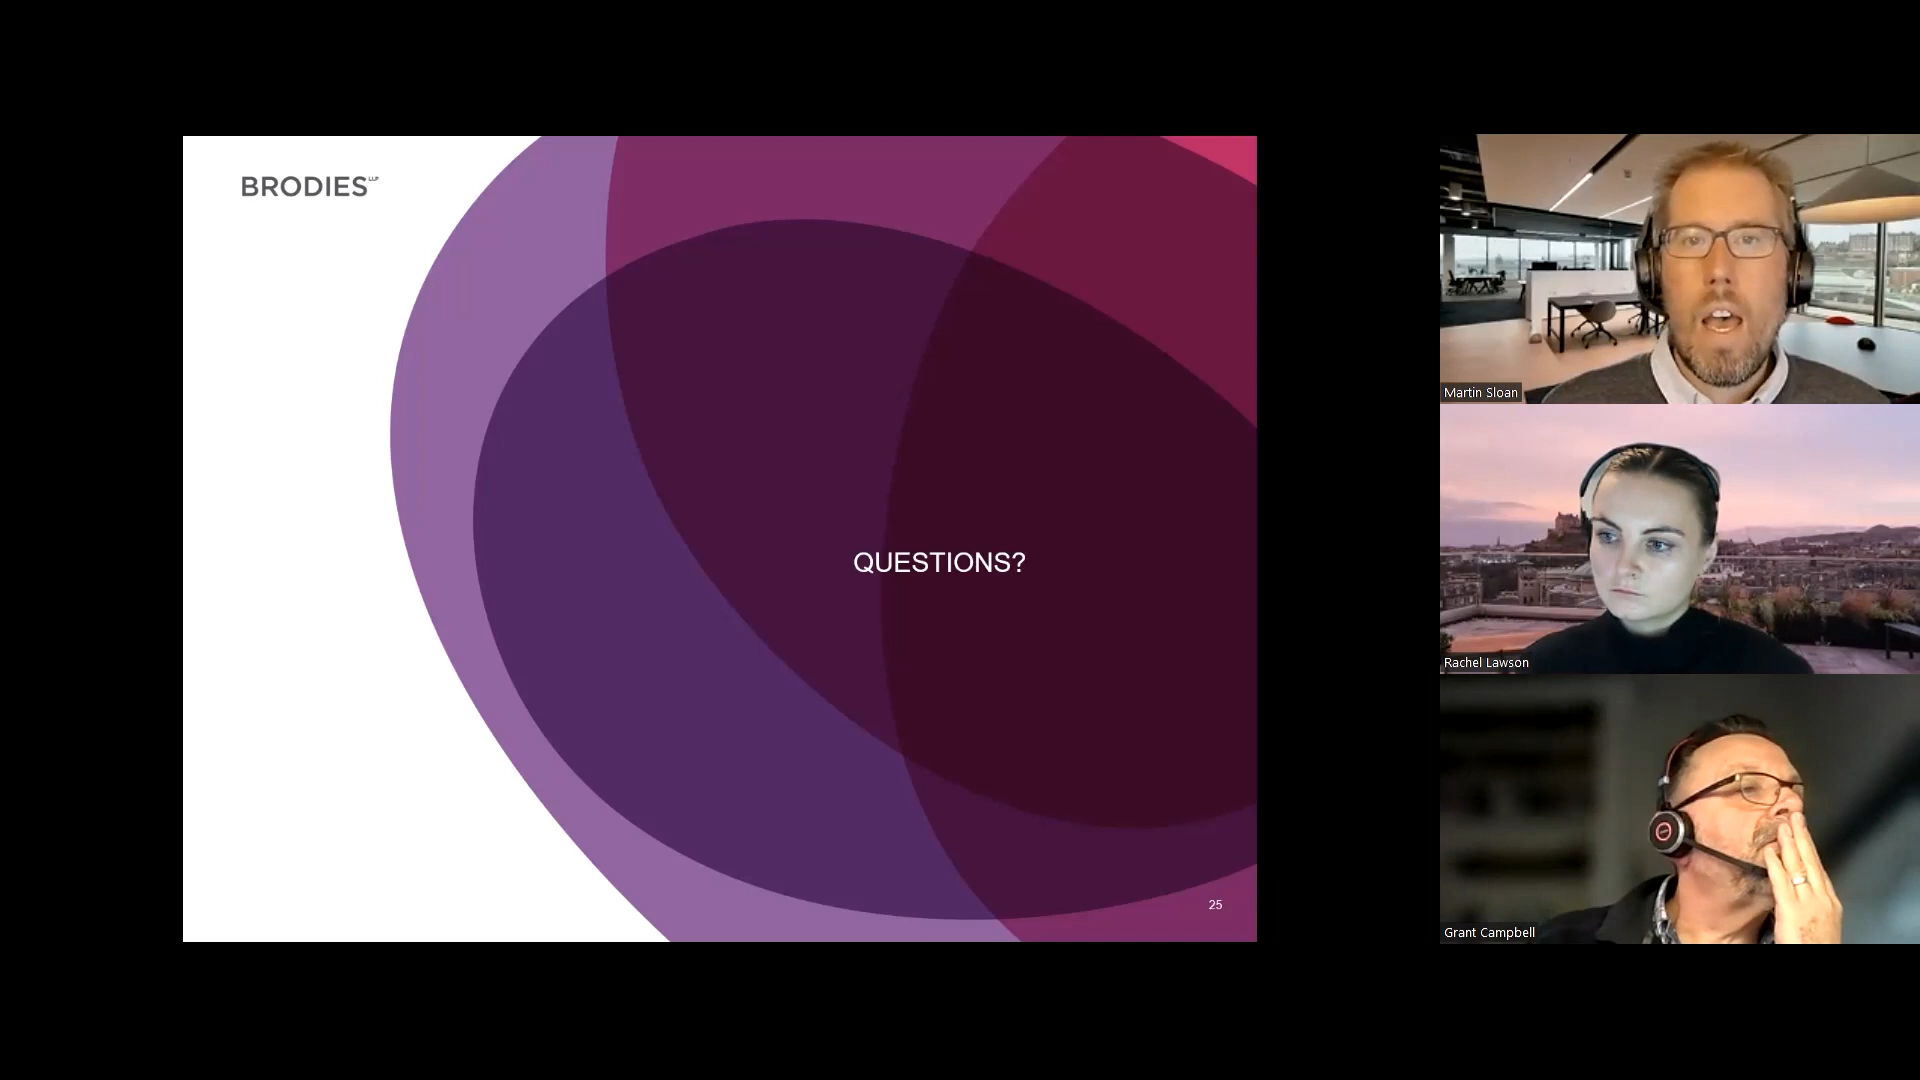 BRODIES LLP
QUESTIONS?
25
Martin Sloan
Rachel Lawson
Grant Campbell